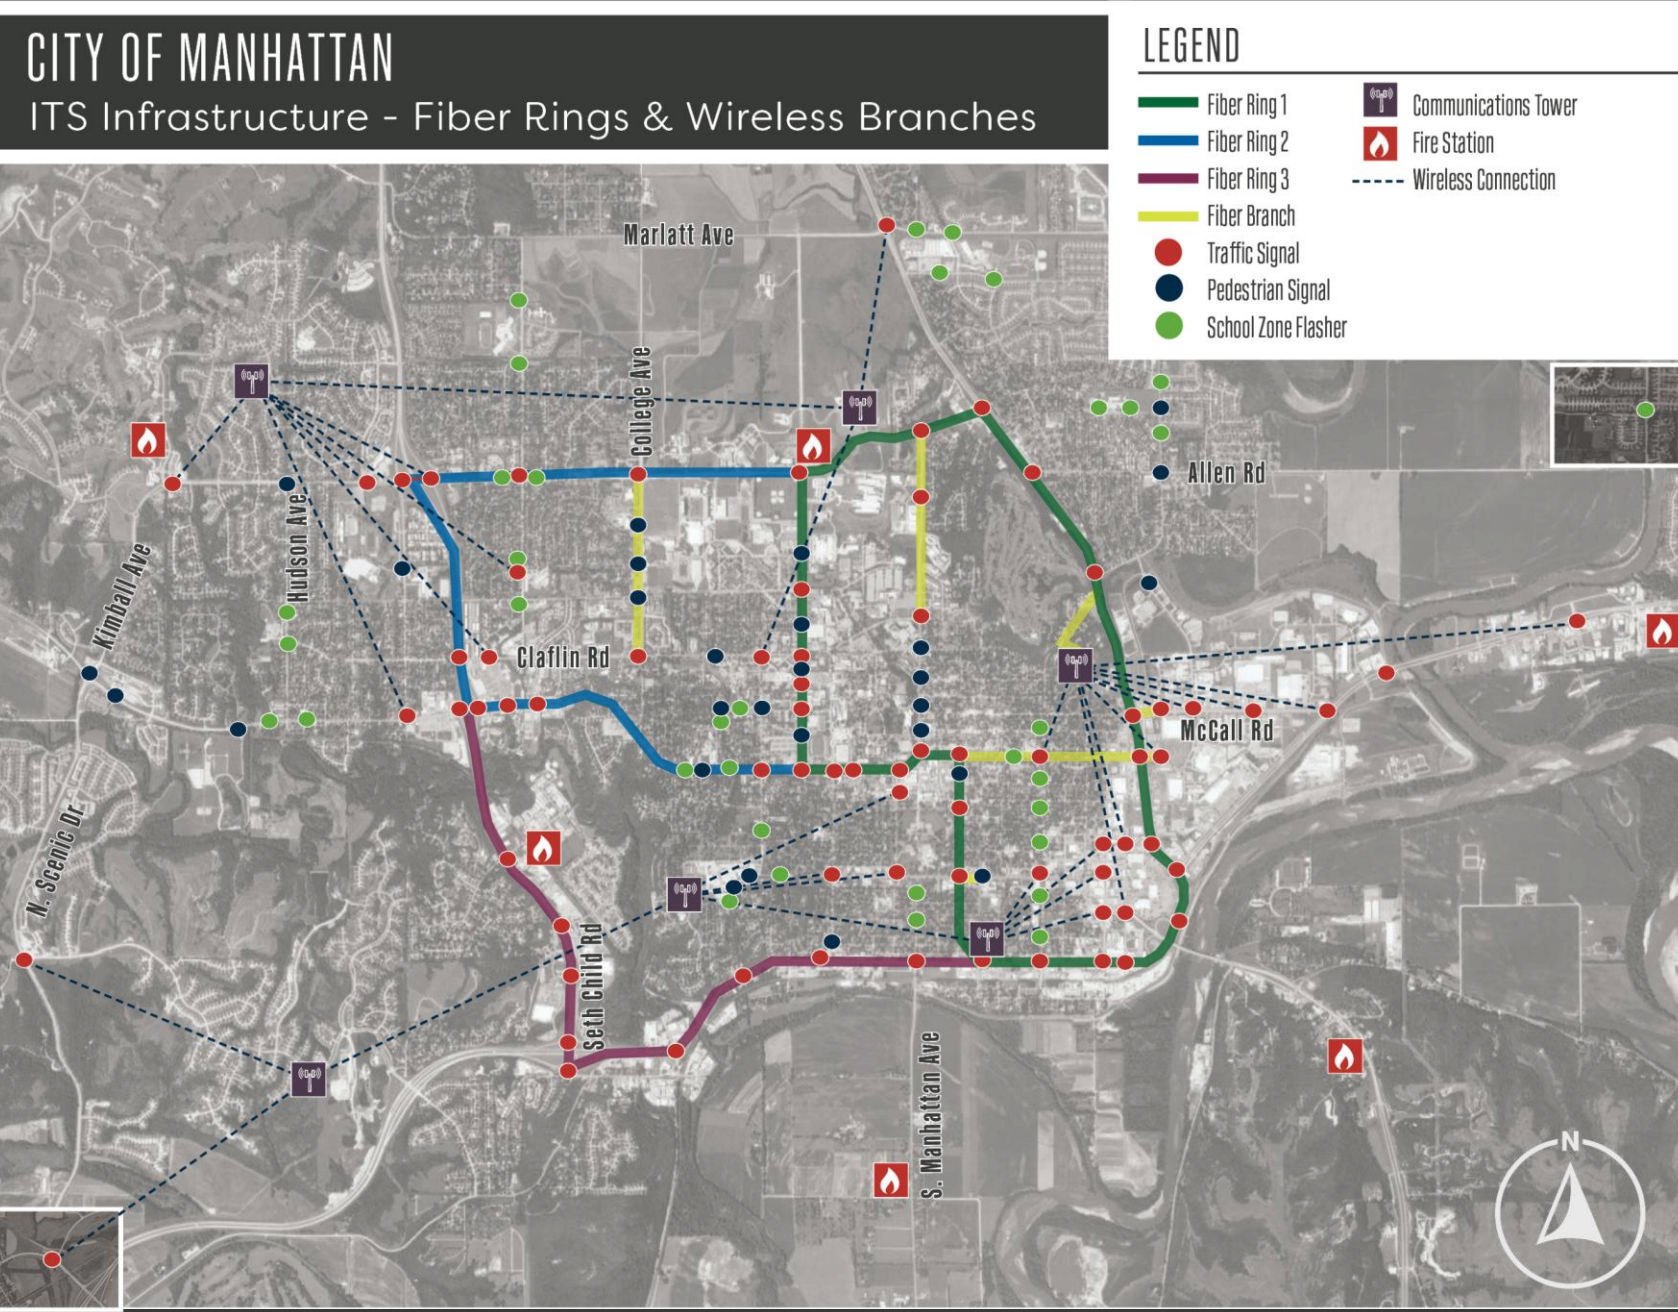 CITY OF MANHATTAN
ITS Infrastructure - Fiber Rings & Wireless Branches
LEGEND
Fiber Ring 1
Fiber Ring 2
Fiber Ring 3
Fiber Branch
Traffic Signal
Pedestrian Signal
School Zone Flasher
Communications Tower
Fire Station
Wireless Connection
Marlatt Ave
College Ave
Allen Rd
Hudson Ave
Kimball Ave
Claflin Rd
McCall Rd
N. Scenic Dr.
Seth Child Rd
S. Manhattan Ave
N